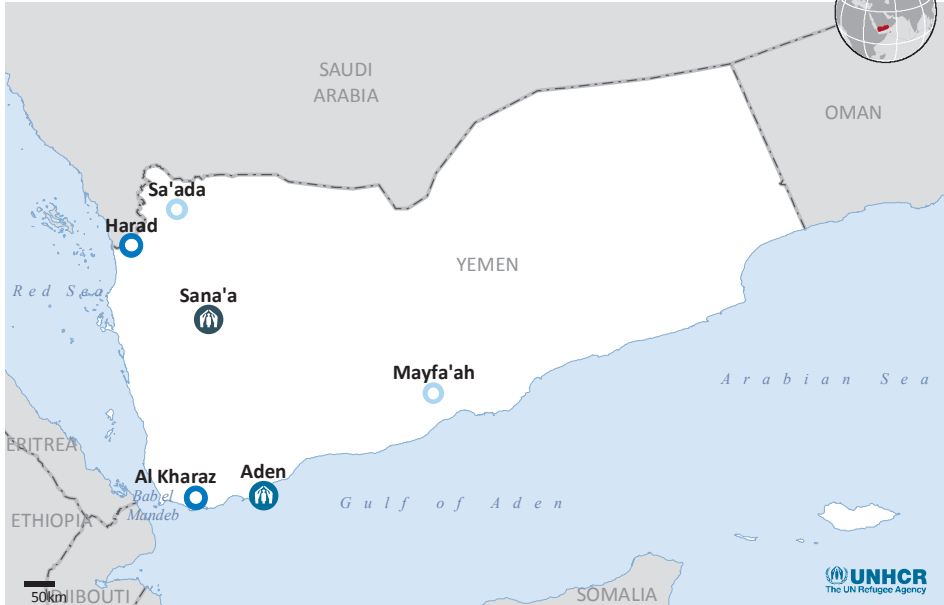 SAUDI
ARABIA
OMAN
Sa'ada
Harad
YEMEN
Red Sea
Sana'a
Mayfa'ah
Arabian Sea
ERITREA
Al Kharaz
Aden
Bab el
Mandeb
Gulf of Aden
ETHIOPIA
UNHCR
The UN Refugee Agency
50km
DJIBOUTI
SOMALIA